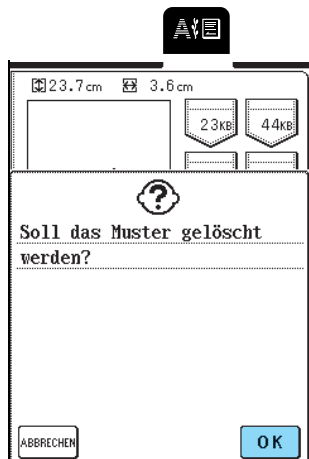 A
23.7cm 3.6cm
23KB 44KB
Soll das Muster gelöscht
werden?
ABBRECHEN OK